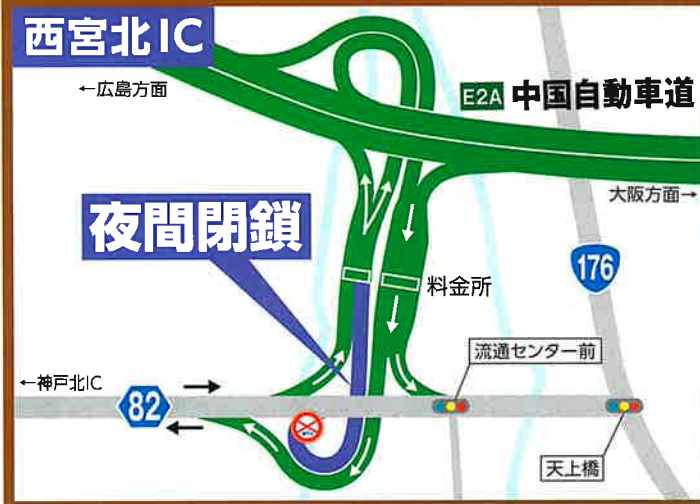 西宮北IC
←広島方面
E2A 中国自動車道
大阪方面→
夜間閉鎖
176
料金所
流通センター前
←神戸北IC
82
天上橋